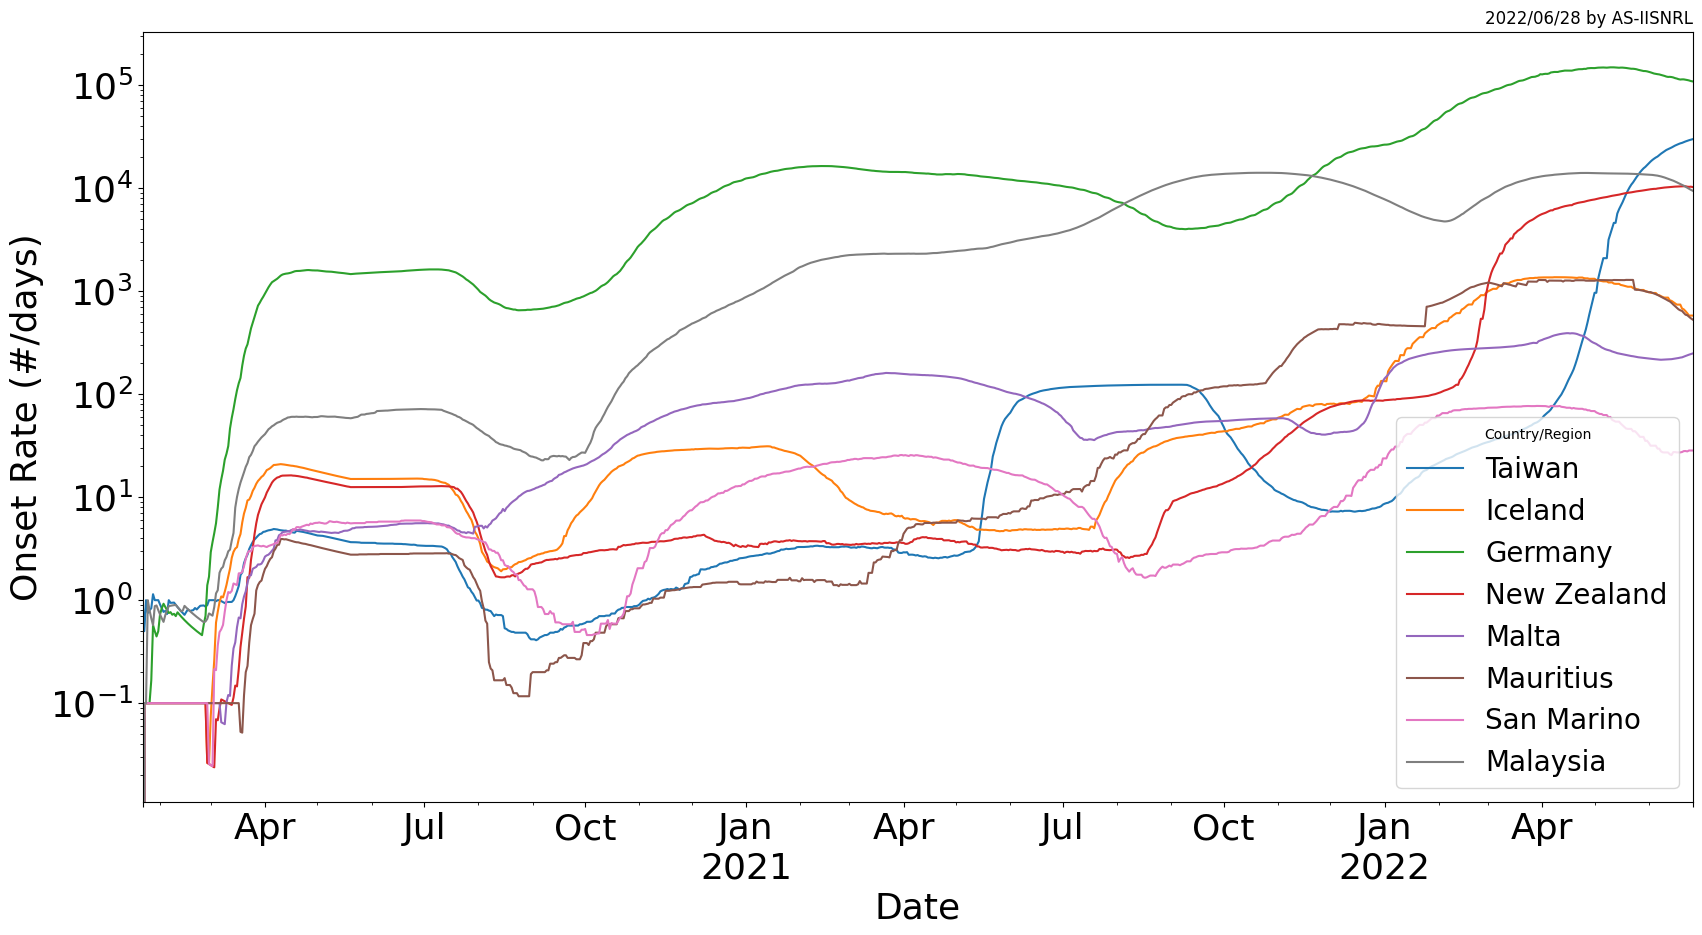 2022/06/28 by AS-IISNRL
Onset Rate (#/days)
10^5
10^4
10^3
10^2
10^1
10^0
10^−1
Country/Region
Taiwan
Iceland
Germany
New Zealand
Malta
Mauritius
San Marino
Malaysia
Apr Jul Oct Jan Apr Jul Oct Jan Apr
2021 2022
Date